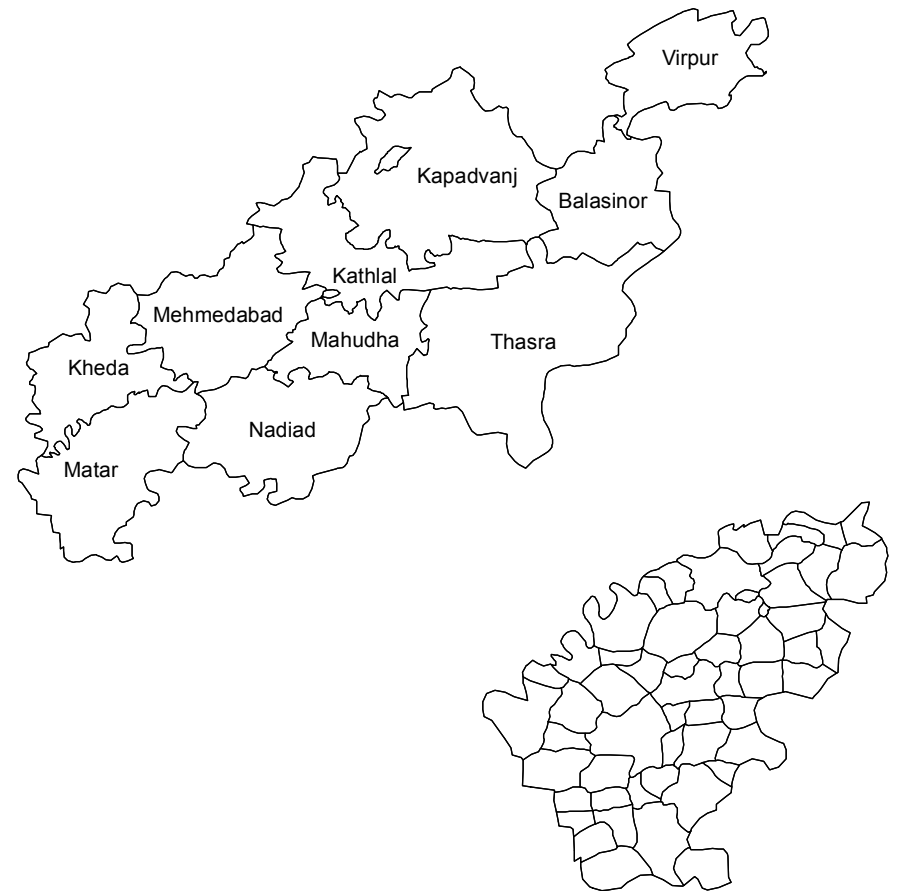 Virpur
Kapadvanj
Balasinor
Kathlal
Mehmedabad
Mahudha
Thasra
Kheda
Nadiad
Matar